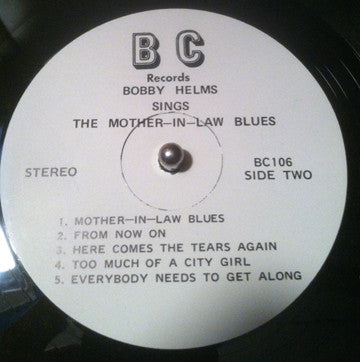 B C
Records
BOBBY HELMS
SINGS
THE MOTHER-IN-LAW BLUES
STEREO
BC106
SIDE TWO
1. MOTHER-IN-LAW BLUES
2. FROM NOW ON
3. HERE COMES THE TEARS AGAIN
4. TOO MUCH OF A CITY GIRL
5. EVERYBODY NEEDS TO GET ALONG